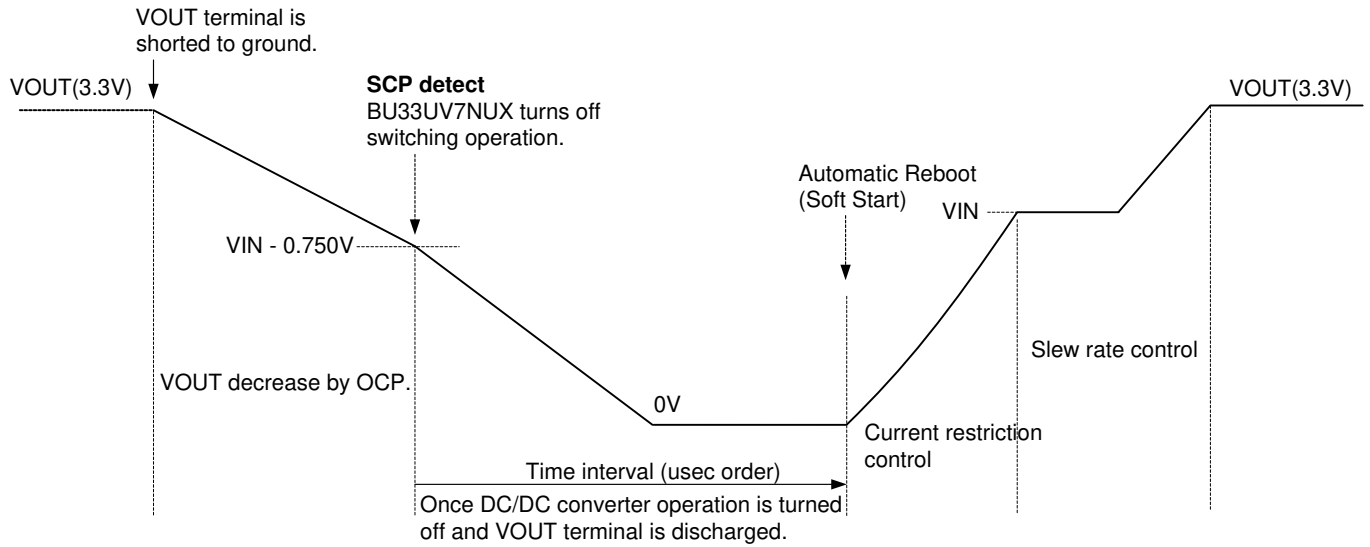 VOUT terminal is
shorted to ground.
VOUT(3.3V)
SCP detect
BU33UV7NUX turns off
switching operation.
VOUT(3.3V)
Automatic Reboot
(Soft Start)
VIN
VIN - 0.750V
Slew rate control
VOUT decrease by OCP.
0V
Current restriction
control
Time interval (usec order)
Once DC/DC converter operation is turned
off and VOUT terminal is discharged.